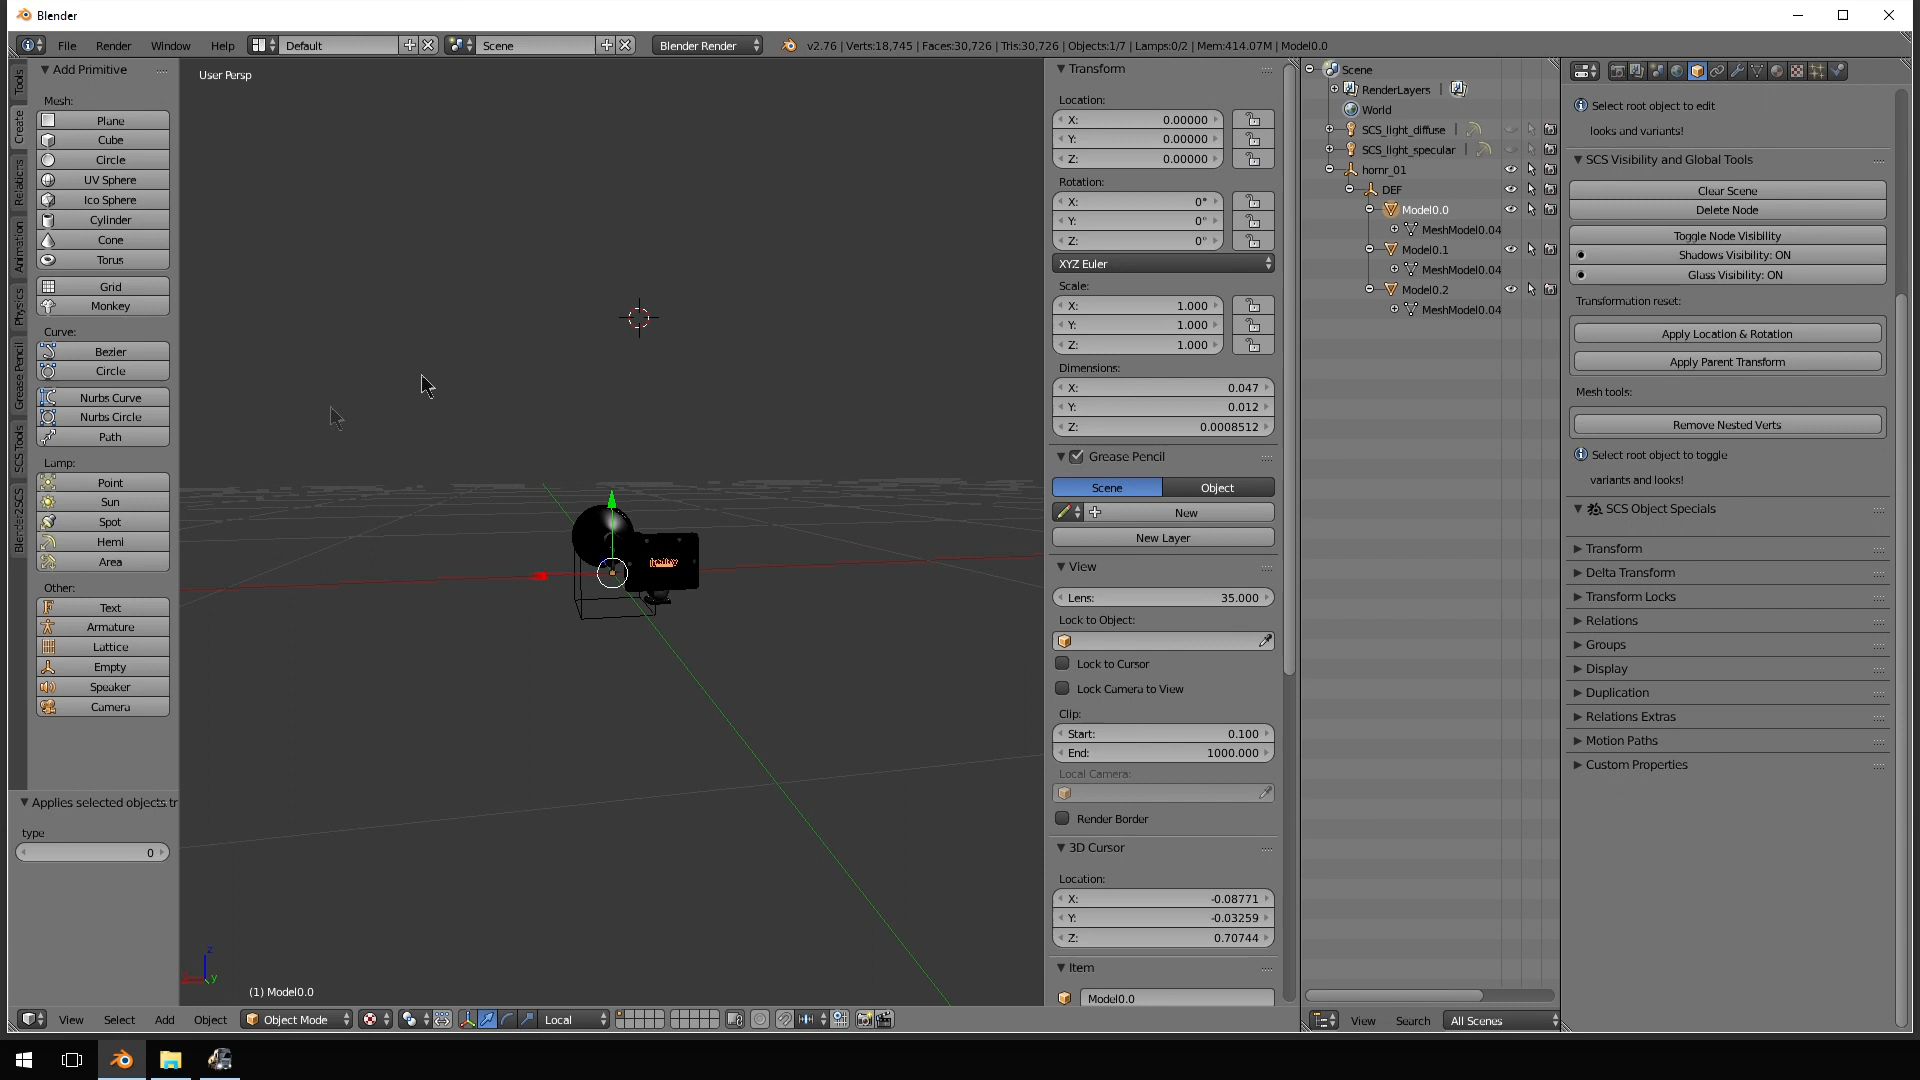 Blender
File Render Window Help Default Scene Blender Render v2.76 | Verts:18,745 | Faces:30,726 | Tris:30,726 | Objects:1/7 | Lamps:0/2 | Mem:414.07M | Model0.0
Tools
Create
Relations
Animation
Physics
Grease Pencil
SCS Tools
Blender2SCS
Add Primitive
Mesh:
Plane
Cube
Circle
UV Sphere
Ico Sphere
Cylinder
Cone
Torus
Grid
Monkey
Curve:
Bezier
Circle
Nurbs Curve
Nurbs Circle
Path
Lamp:
Point
Sun
Spot
Hemi
Area
Other:
Text
Armature
Lattice
Empty
Speaker
Camera
Applies selected objects tr
type
0
User Persp
z
y
(1) Model0.0
View Select Add Object Object Mode Local
Transform
Location:
X: 0.00000
Y: 0.00000
Z: 0.00000
Rotation:
X: 0°
Y: 0°
Z: 0°
XYZ Euler
Scale:
X: 1.000
Y: 1.000
Z: 1.000
Dimensions:
X: 0.047
Y: 0.012
Z: 0.0008512
Grease Pencil
Scene Object
New
New Layer
View
Lens: 35.000
Lock to Object:
Lock to Cursor
Lock Camera to View
Clip:
Start: 0.100
End: 1000.000
Local Camera:
Render Border
3D Cursor
Location:
X: -0.08771
Y: -0.03259
Z: 0.70744
Item
Model0.0
Scene
RenderLayers |
World
SCS_light_diffuse |
SCS_light_specular |
hornr_01
DEF
Model0.0
MeshModel0.04
Model0.1
MeshModel0.04
Model0.2
MeshModel0.04
View Search All Scenes
Select root object to edit
looks and variants!
SCS Visibility and Global Tools
Clear Scene
Delete Node
Toggle Node Visibility
Shadows Visibility: ON
Glass Visibility: ON
Transformation reset:
Apply Location & Rotation
Apply Parent Transform
Mesh tools:
Remove Nested Verts
Select root object to toggle
variants and looks!
SCS Object Specials
Transform
Delta Transform
Transform Locks
Relations
Groups
Display
Duplication
Relations Extras
Motion Paths
Custom Properties